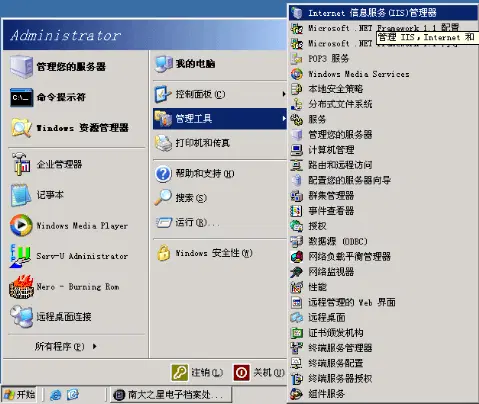 Administrator
管理您的服务器
命令提示符
Windows 资源管理器
企业管理器
记事本
Windows Media Player
Serv-U Administrator
Nero - Burning Rom
远程桌面连接
所有程序(P)
我的电脑
控制面板(C)
管理工具
打印机和传真
帮助和支持(H)
搜索(S)
运行(R)...
Windows 安全性(W)
注销(L)
关机(U)
开始
南大之星电子档案处...
Internet 信息服务(IIS)管理器
Microsoft .NET Framework 1.1 配置
Microsoft .NET
管理 IIS,Internet 和
POP3 服务
Windows Media Services
本地安全策略
分布式文件系统
服务
管理您的服务器
计算机管理
路由和远程访问
配置您的服务器向导
群集管理器
事件查看器
授权
数据源 (ODBC)
网络负载平衡管理器
网络监视器
性能
远程管理的 Web 界面
远程桌面
证书颁发机构
终端服务管理器
终端服务配置
终端服务器授权
组件服务